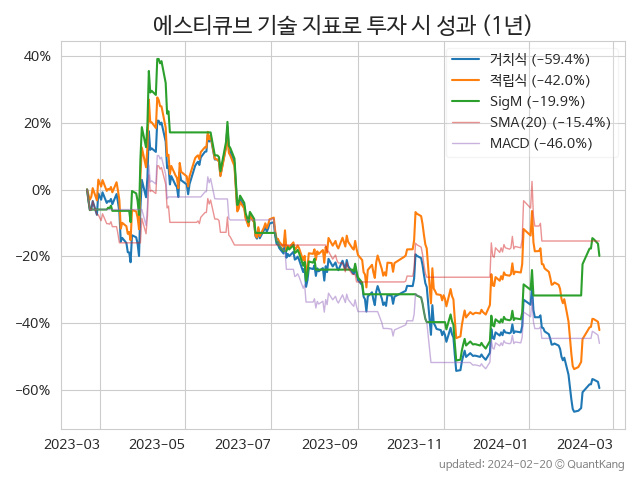 에스티큐브 기술 지표로 투자 시 성과 (1년)
거치식 (−59.4%)
적립식 (−42.0%)
SigM (−19.9%)
SMA(20) (−15.4%)
MACD (−46.0%)
40%
20%
0%
−20%
−40%
−60%
2023-03
2023-05
2023-07
2023-09
2023-11
2024-01
2024-03
updated: 2024-02-20 © QuantKang